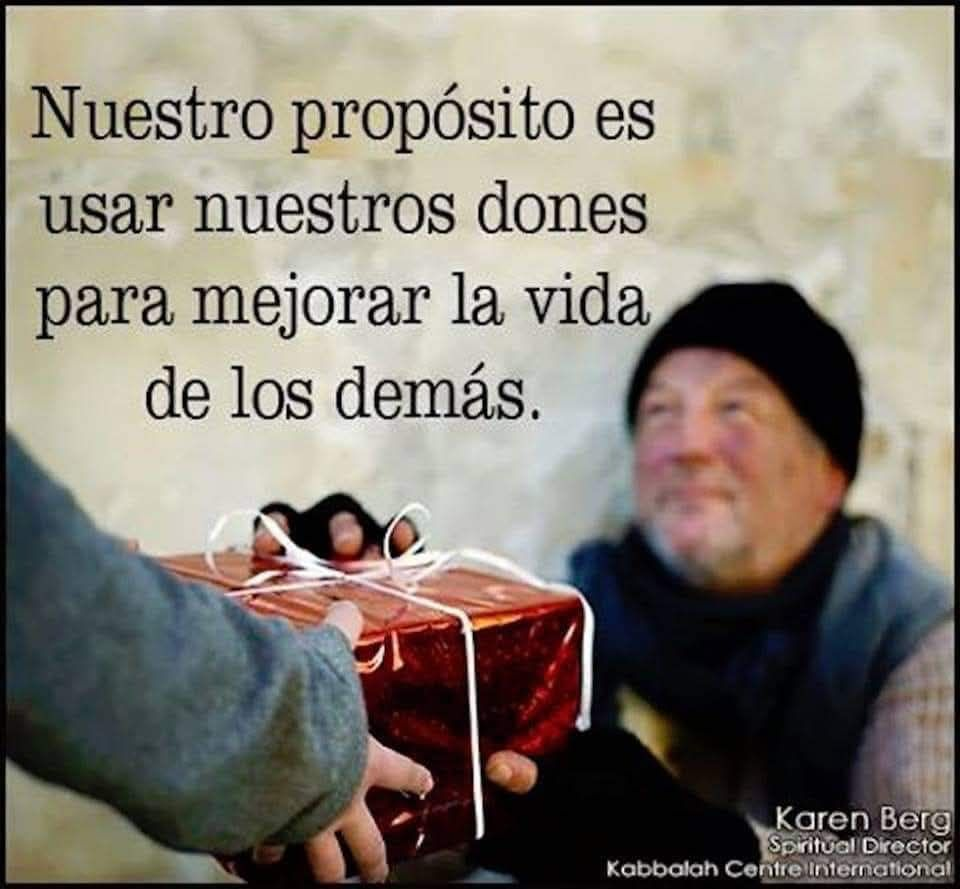 Nuestro propósito es
usar nuestros dones
para mejorar la vida
de los demás.
Karen Berg
Spiritual Director
Kabbalah Centre International